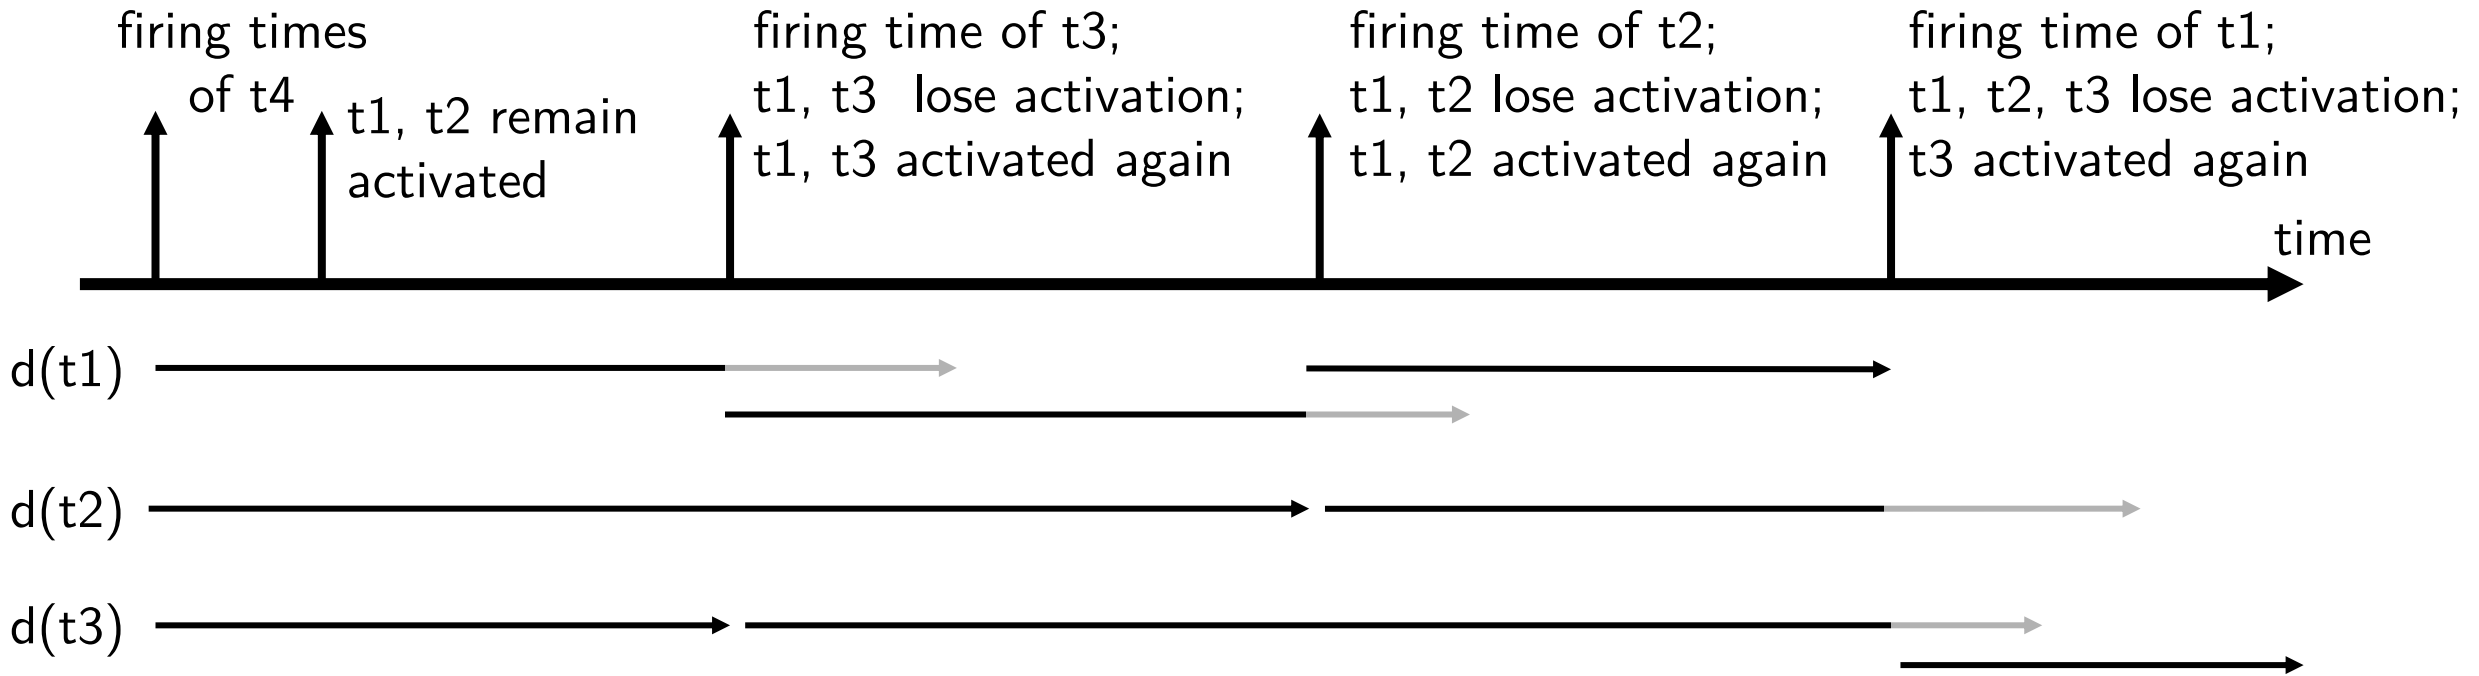 firing times
of t4
t1, t2 remain
activated
firing time of t3;
t1, t3 lose activation;
t1, t3 activated again
firing time of t2;
t1, t2 lose activation;
t1, t2 activated again
firing time of t1;
t1, t2, t3 lose activation;
t3 activated again
time
d(t1)
d(t2)
d(t3)